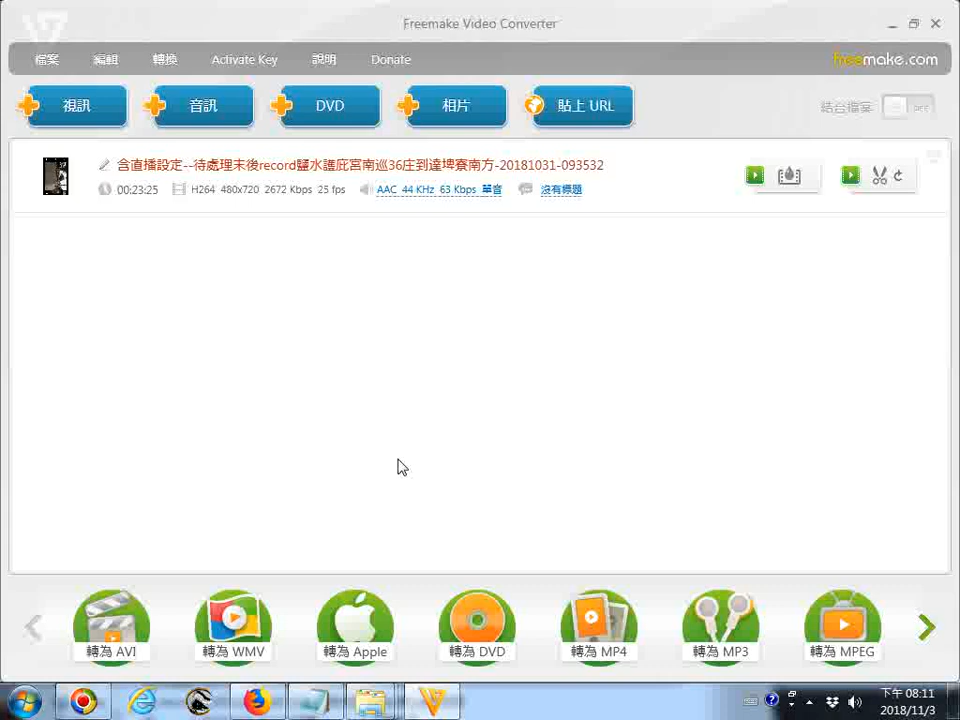 Freemake Video Converter
檔案 編輯 轉換 Activate Key 說明 Donate freemake.com
視訊 音訊 DVD 相片 貼上 URL 結合檔案 OFF
含直播設定--待處理末後record鹽水護庇宮南巡36庄到達埤寮南方-20181031-093532
00:23:25 H264 480x720 2672 Kbps 25 fps AAC 44 KHz 63 Kbps 單音 沒有標題
轉為 AVI 轉為 WMV 轉為 Apple 轉為 DVD 轉為 MP4 轉為 MP3 轉為 MPEG
下午 08:11
2018/11/3